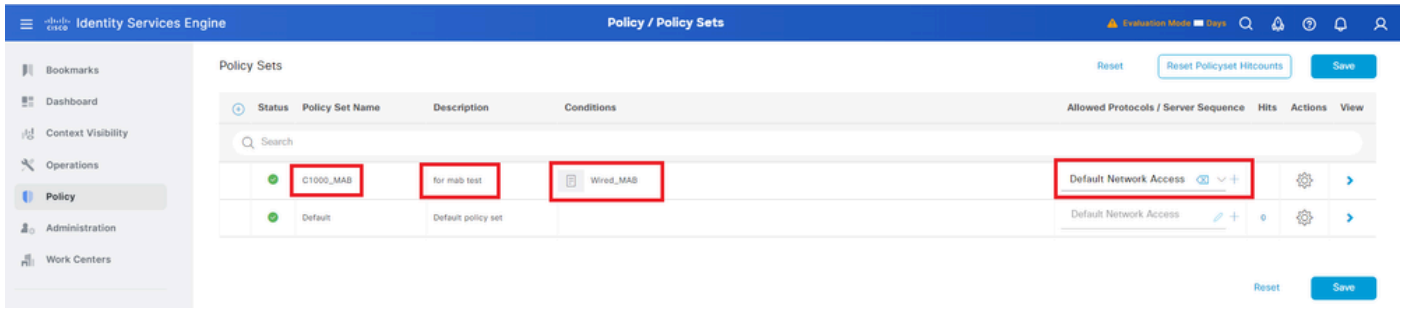 cisco Identity Services Engine
Policy / Policy Sets
Evaluation Mode Days
Bookmarks
Dashboard
Context Visibility
Operations
Policy
Administration
Work Centers
Policy Sets
Reset
Reset Policyset Hitcounts
Save
Status Policy Set Name Description Conditions Allowed Protocols / Server Sequence Hits Actions View
Search
C1000_MAB for mab test Wired_MAB Default Network Access
Default Default policy set Default Network Access 0
Reset
Save